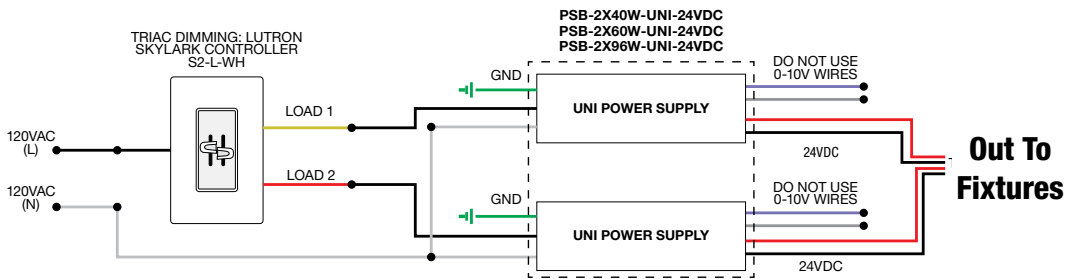 PSB-2X40W-UNI-24VDC
PSB-2X60W-UNI-24VDC
PSB-2X96W-UNI-24VDC
TRIAC DIMMING: LUTRON
SKYLARK CONTROLLER
S2-L-WH
GND
DO NOT USE
0-10V WIRES
UNI POWER SUPPLY
LOAD 1
120VAC
(L)
24VDC
Out To
Fixtures
LOAD 2
120VAC
(N)
GND
DO NOT USE
0-10V WIRES
UNI POWER SUPPLY
24VDC